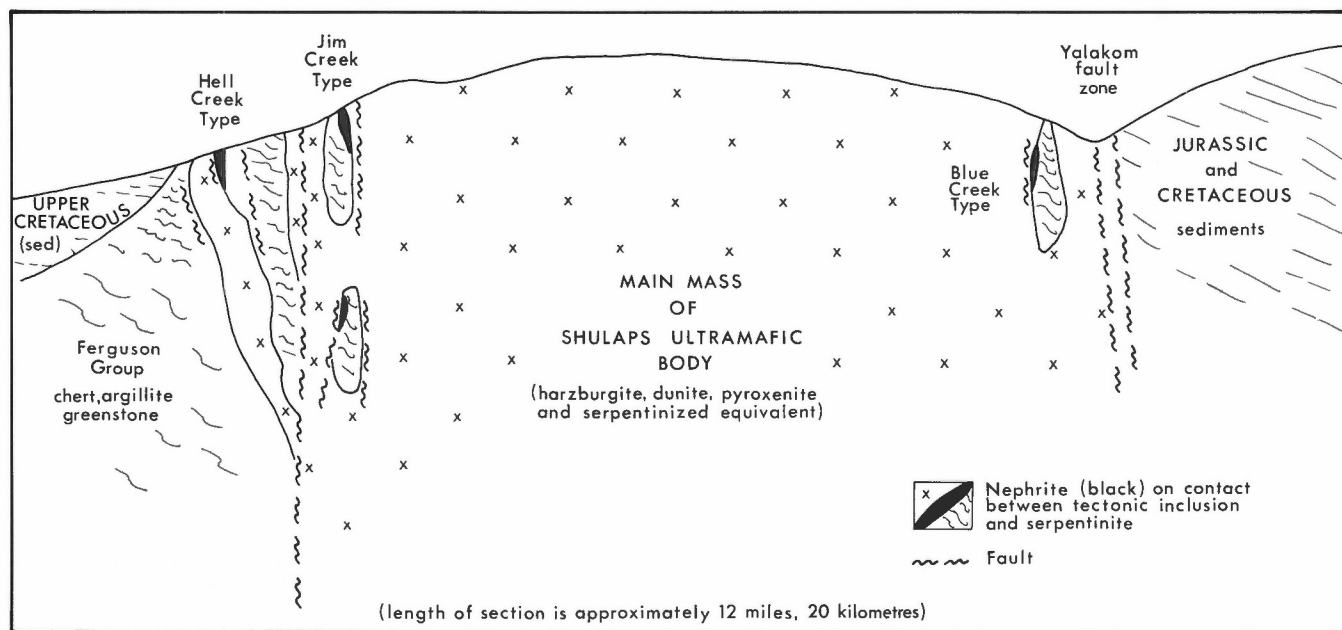 Hell
Creek
Type
Jim
Creek
Type
Yalakom
fault
zone
UPPER
CRETACEOUS
(sed)
Ferguson
Group
chert, argillite
greenstone
MAIN MASS
OF
SHULAPS ULTRAMAFIC
BODY
(harzburgite, dunite, pyroxenite
and serpentinized equivalent)
Blue
Creek
Type
JURASSIC
and
CRETACEOUS
sediments
Nephrite (black) on contact
between tectonic inclusion
and serpentinite
Fault
(length of section is approximately 12 miles, 20 kilometres)